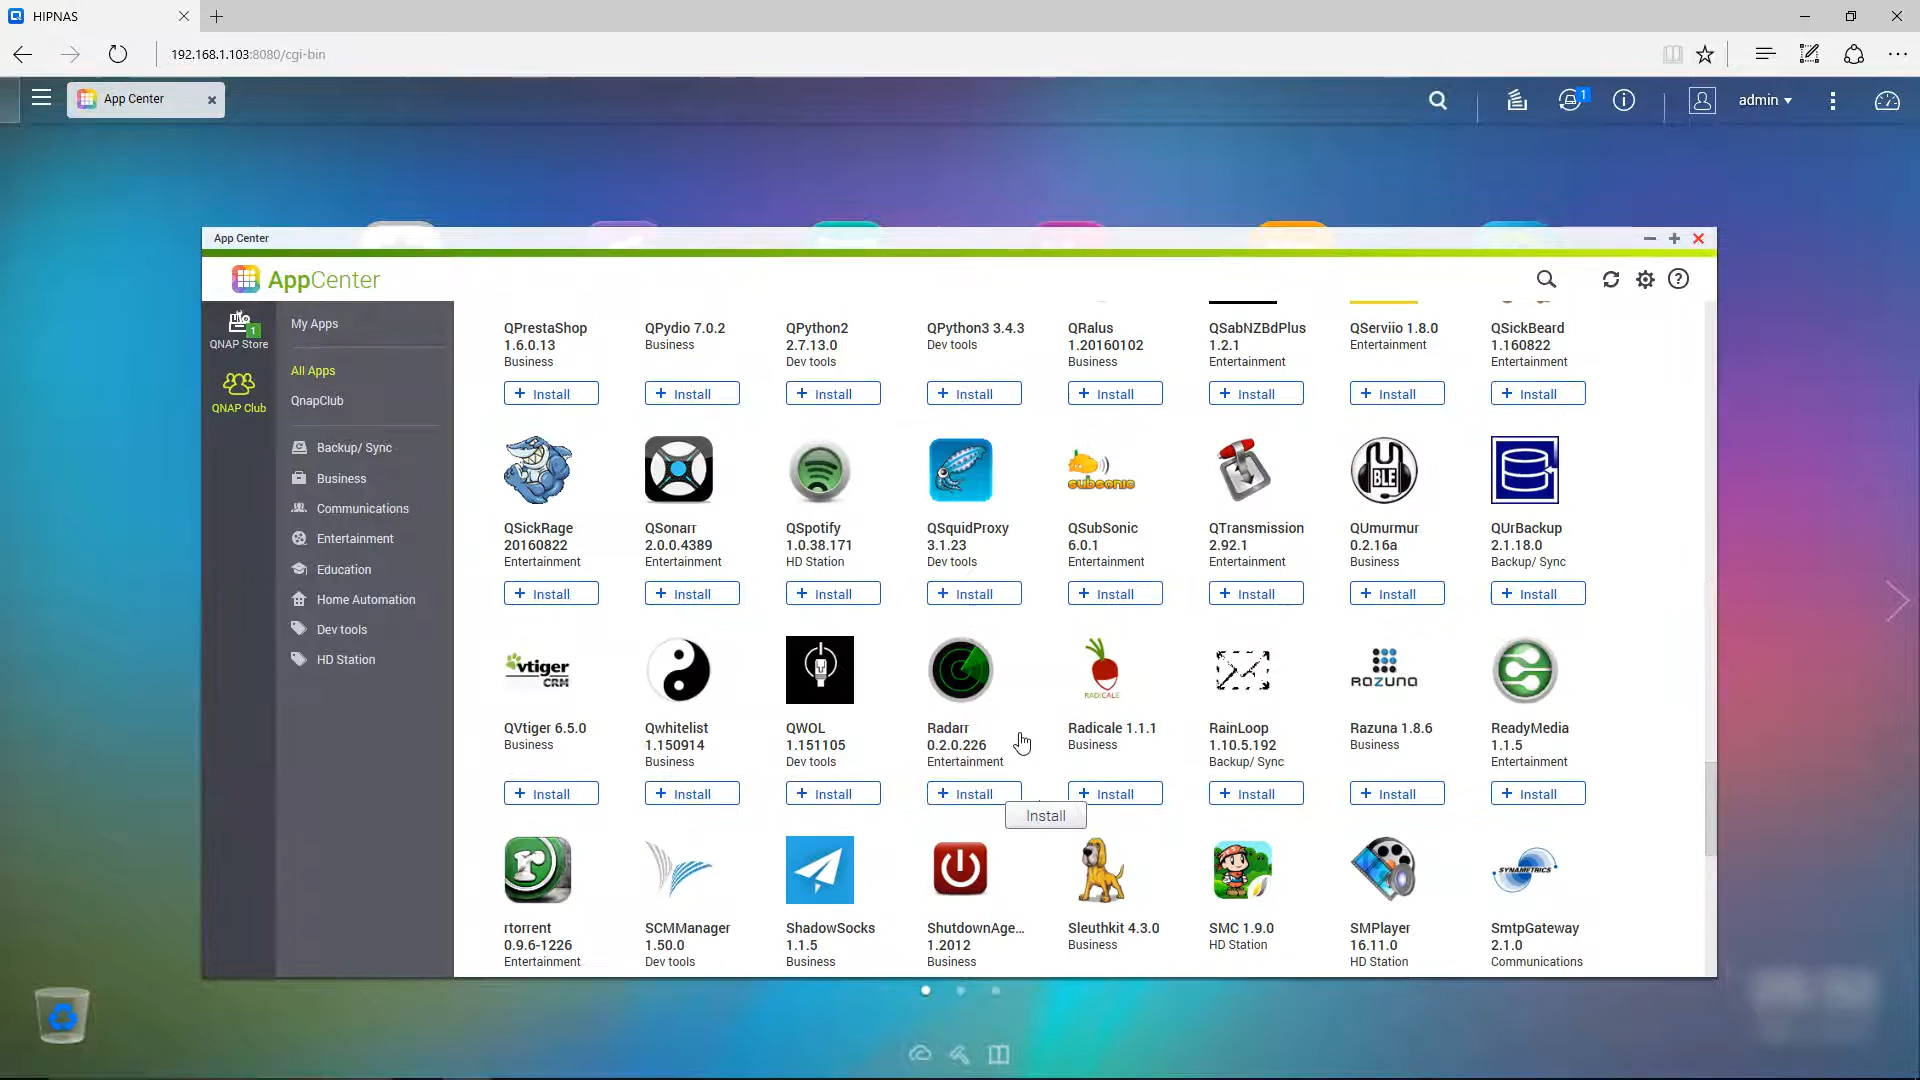 HIPNAS
192.168.1.103:8080/cgi-bin
App Center
1
admin
App Center
AppCenter
1
QNAP Store
QNAP Club
My Apps
All Apps
QnapClub
Backup/ Sync
Business
Communications
Entertainment
Education
Home Automation
Dev tools
HD Station
QPrestaShop
1.6.0.13
Business
+ Install
QPydio 7.0.2
Business
+ Install
QPython2
2.7.13.0
Dev tools
+ Install
QPython3 3.4.3
Dev tools
+ Install
QRalus
1.20160102
Business
+ Install
QSabNZBdPlus
1.2.1
Entertainment
+ Install
QServiio 1.8.0
Entertainment
+ Install
QSickBeard
1.160822
Entertainment
+ Install
QSickRage
20160822
Entertainment
+ Install
QSonarr
2.0.0.4389
Entertainment
+ Install
QSpotify
1.0.38.171
HD Station
+ Install
QSquidProxy
3.1.23
Dev tools
+ Install
subsonic
QSubSonic
6.0.1
Entertainment
+ Install
QTransmission
2.92.1
Entertainment
+ Install
BLE
QUmurmur
0.2.16a
Business
+ Install
QUrBackup
2.1.18.0
Backup/ Sync
+ Install
vtiger
CRM
QVtiger 6.5.0
Business
+ Install
Qwhitelist
1.150914
Business
+ Install
QWOL
1.151105
Dev tools
+ Install
Radarr
0.2.0.226
Entertainment
+ Install
RADICALE
Radicale 1.1.1
Business
+ Install
RainLoop
1.10.5.192
Backup/ Sync
+ Install
RAZUNA
Razuna 1.8.6
Business
+ Install
ReadyMedia
1.1.5
Entertainment
+ Install
Install
r
rtorrent
0.9.6-1226
Entertainment
SCMManager
1.50.0
Dev tools
ShadowSocks
1.1.5
Business
ShutdownAge...
1.2012
Business
Sleuthkit 4.3.0
Business
SMC 1.9.0
HD Station
SMPlayer
16.11.0
HD Station
SYNAMETRICS
SmtpGateway
2.1.0
Communications